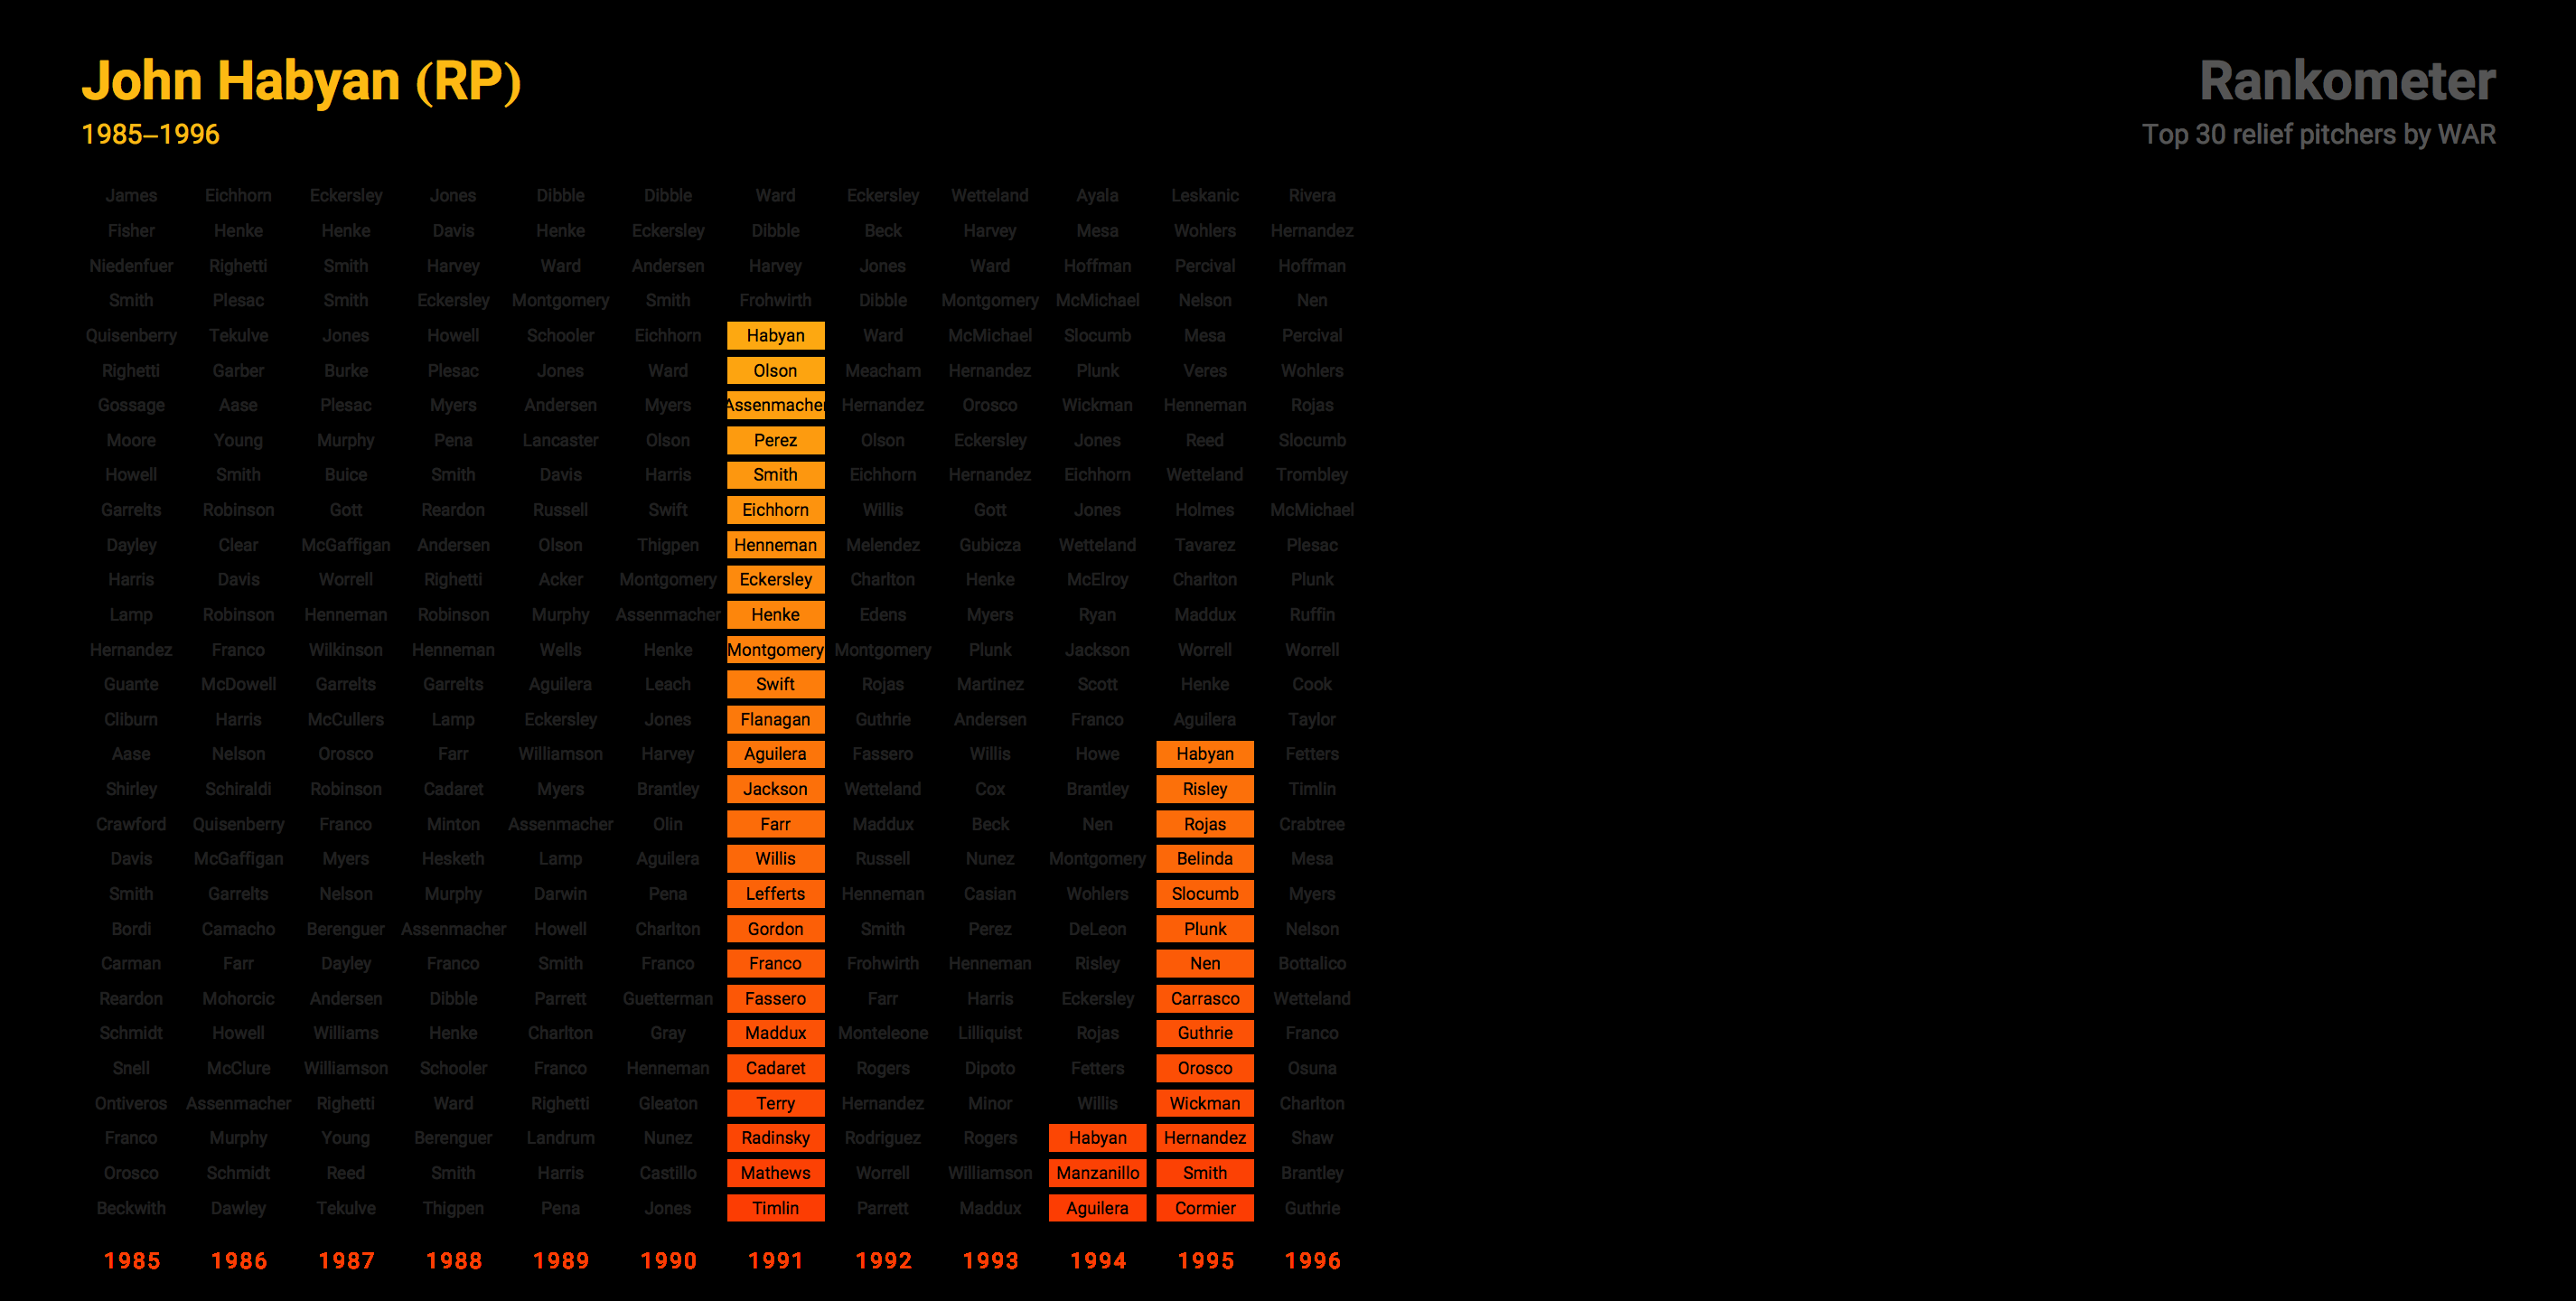 John Habyan (RP)
Rankometer
1985–1996
Top 30 relief pitchers by WAR
James Eichhorn Eckersley Jones Dibble Dibble Ward Eckersley Wetteland Ayala Leskanic Rivera
Fisher Henke Henke Davis Henke Eckersley Dibble Beck Harvey Mesa Wohlers Hernandez
Niedenfuer Righetti Smith Harvey Ward Andersen Harvey Jones Ward Hoffman Percival Hoffman
Smith Plesac Smith Eckersley Montgomery Smith Frohwirth Dibble Montgomery McMichael Nelson Nen
Quisenberry Tekulve Jones Howell Schooler Eichhorn Habyan Ward McMichael Slocumb Mesa Percival
Righetti Garber Burke Plesac Jones Ward Olson Meacham Hernandez Plunk Veres Wohlers
Gossage Aase Plesac Myers Andersen Myers Assenmacher Hernandez Orosco Wickman Henneman Rojas
Moore Young Murphy Pena Lancaster Olson Perez Olson Eckersley Jones Reed Slocumb
Howell Smith Buice Smith Davis Harris Smith Eichhorn Hernandez Eichhorn Wetteland Trombley
Garrelts Robinson Gott Reardon Russell Swift Eichhorn Willis Gott Jones Holmes McMichael
Dayley Clear McGaffigan Andersen Olson Thigpen Henneman Melendez Gubicza Wetteland Tavarez Plesac
Harris Davis Worrell Righetti Acker Montgomery Eckersley Charlton Henke McElroy Charlton Plunk
Lamp Robinson Henneman Robinson Murphy Assenmacher Henke Edens Myers Ryan Maddux Ruffin
Hernandez Franco Wilkinson Henneman Wells Henke Montgomery Montgomery Plunk Jackson Worrell Worrell
Guante McDowell Garrelts Garrelts Aguilera Leach Swift Rojas Martinez Scott Henke Cook
Cliburn Harris McCullers Lamp Eckersley Jones Flanagan Guthrie Andersen Franco Aguilera Taylor
Aase Nelson Orosco Farr Williamson Harvey Aguilera Fassero Willis Howe Habyan Fetters
Shirley Schiraldi Robinson Cadaret Myers Brantley Jackson Wetteland Cox Brantley Risley Timlin
Crawford Quisenberry Franco Minton Assenmacher Olin Farr Maddux Beck Nen Rojas Crabtree
Davis McGaffigan Myers Hesketh Lamp Aguilera Willis Russell Nunez Montgomery Belinda Mesa
Smith Garrelts Nelson Murphy Darwin Pena Lefferts Henneman Casian Wohlers Slocumb Myers
Bordi Camacho Berenguer Assenmacher Howell Charlton Gordon Smith Perez DeLeon Plunk Nelson
Carman Farr Dayley Franco Smith Franco Franco Frohwirth Henneman Risley Nen Bottalico
Reardon Mohorcic Andersen Dibble Parrett Guetterman Fassero Farr Harris Eckersley Carrasco Wetteland
Schmidt Howell Williams Henke Charlton Gray Maddux Monteleone Lilliquist Rojas Guthrie Franco
Snell McClure Williamson Schooler Franco Henneman Cadaret Rogers Dipoto Fetters Orosco Osuna
Ontiveros Assenmacher Righetti Ward Righetti Gleaton Terry Hernandez Minor Willis Wickman Charlton
Franco Murphy Young Berenguer Landrum Nunez Radinsky Rodriguez Rogers Habyan Hernandez Shaw
Orosco Schmidt Reed Smith Harris Castillo Mathews Worrell Williamson Manzanillo Smith Brantley
Beckwith Dawley Tekulve Thigpen Pena Jones Timlin Parrett Maddux Aguilera Cormier Guthrie
1985 1986 1987 1988 1989 1990 1991 1992 1993 1994 1995 1996